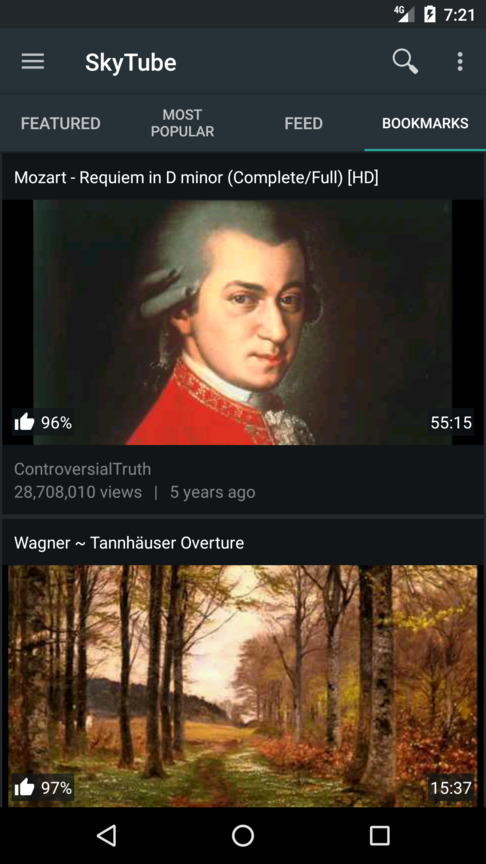 4G 7:21
SkyTube
FEATURED
MOST
POPULAR
FEED
BOOKMARKS
Mozart - Requiem in D minor (Complete/Full) [HD]
96%
55:15
ControversialTruth
28,708,010 views | 5 years ago
Wagner ~ Tannhäuser Overture
97%
15:37